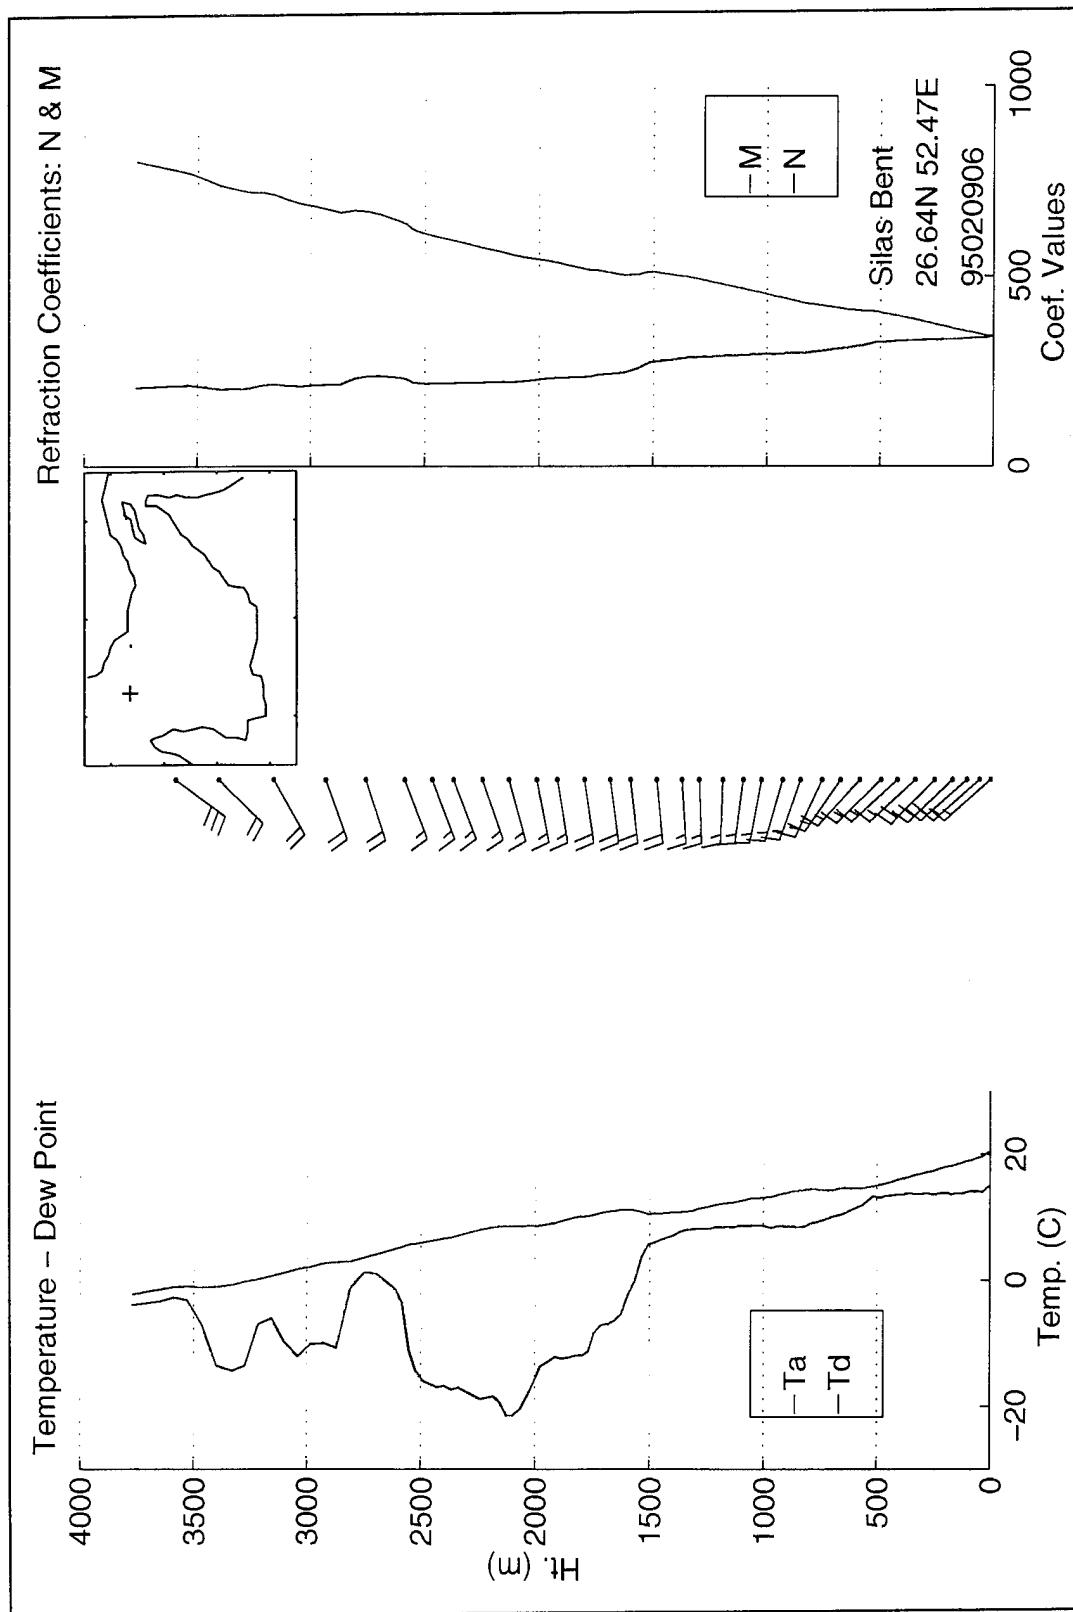 Temperature – Dew Point
4000
3500
3000
2500
2000
1500
1000
500
0
Ht. (m)
−20
0
20
Temp. (C)
Ta
Td
Refraction Coefficients: N & M
M
N
Silas Bent
26.64N 52.47E
95020906
0
500
1000
Coef. Values